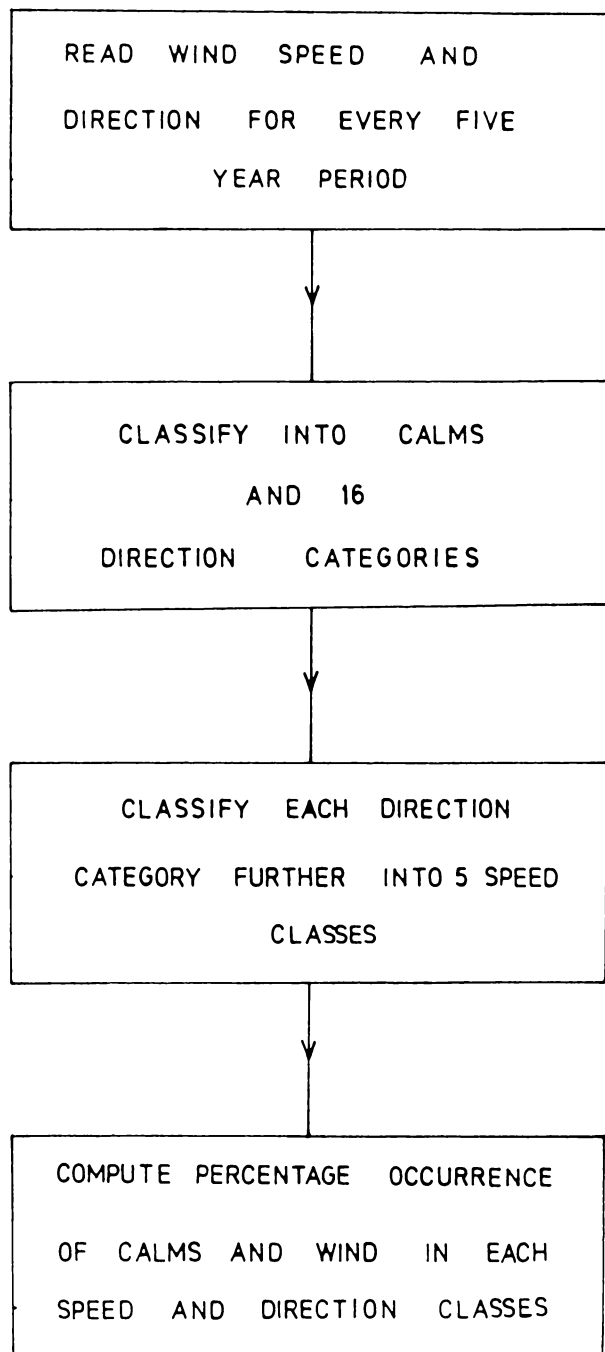 READ WIND SPEED AND
DIRECTION FOR EVERY FIVE
YEAR PERIOD
CLASSIFY INTO CALMS
AND 16
DIRECTION CATEGORIES
CLASSIFY EACH DIRECTION
CATEGORY FURTHER INTO 5 SPEED
CLASSES
COMPUTE PERCENTAGE OCCURRENCE
OF CALMS AND WIND IN EACH
SPEED AND DIRECTION CLASSES